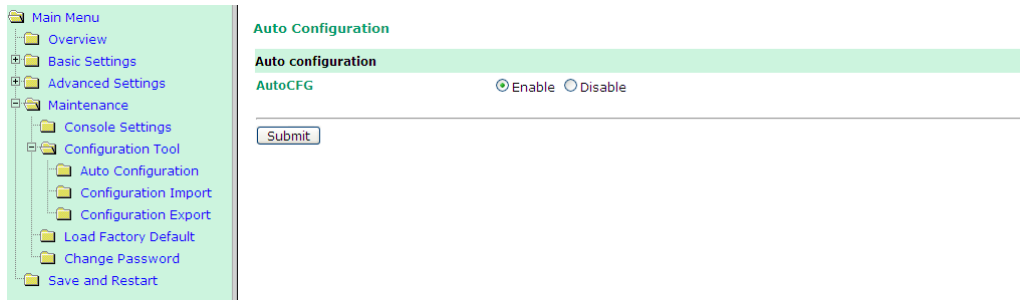 Main Menu
Overview
Basic Settings
Advanced Settings
Maintenance
Console Settings
Configuration Tool
Auto Configuration
Configuration Import
Configuration Export
Load Factory Default
Change Password
Save and Restart
Auto Configuration
Auto configuration
AutoCFG Enable Disable
Submit